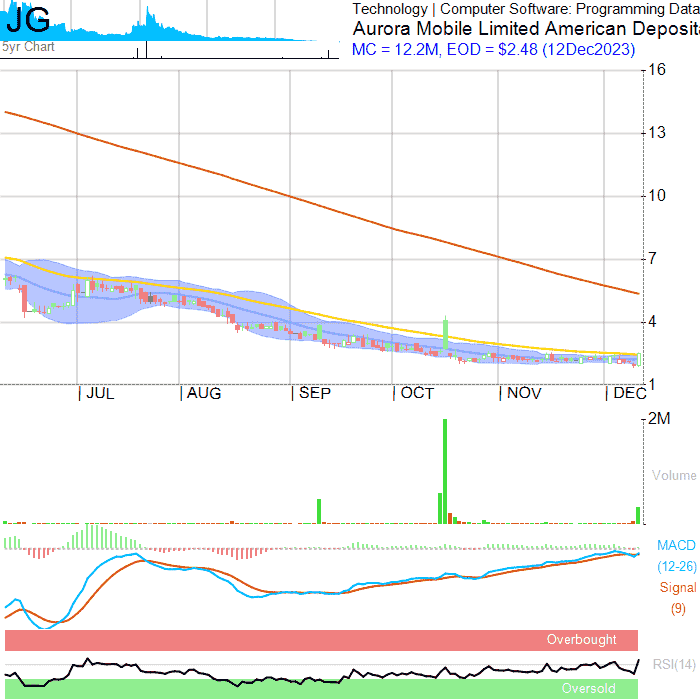 JG
5yr Chart
Technology | Computer Software: Programming Data
Aurora Mobile Limited American Deposit
MC = 12.2M, EOD = $2.48 (12Dec2023)
16
13
10
7
4
1
JUL AUG SEP OCT NOV DEC
2M
Volume
MACD
(12-26)
Signal
(9)
Overbought
RSI(14)
Oversold